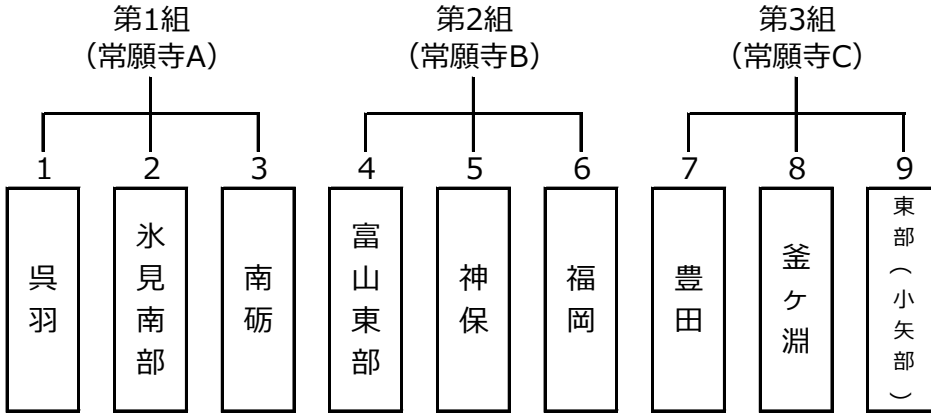 第1組
(常願寺A)
第2組
(常願寺B)
第3組
(常願寺C)
1
2
3
4
5
6
7
8
9
呉羽
氷見南部
南砺
富山東部
神保
福岡
豊田
釜ケ淵
東部(小矢部)